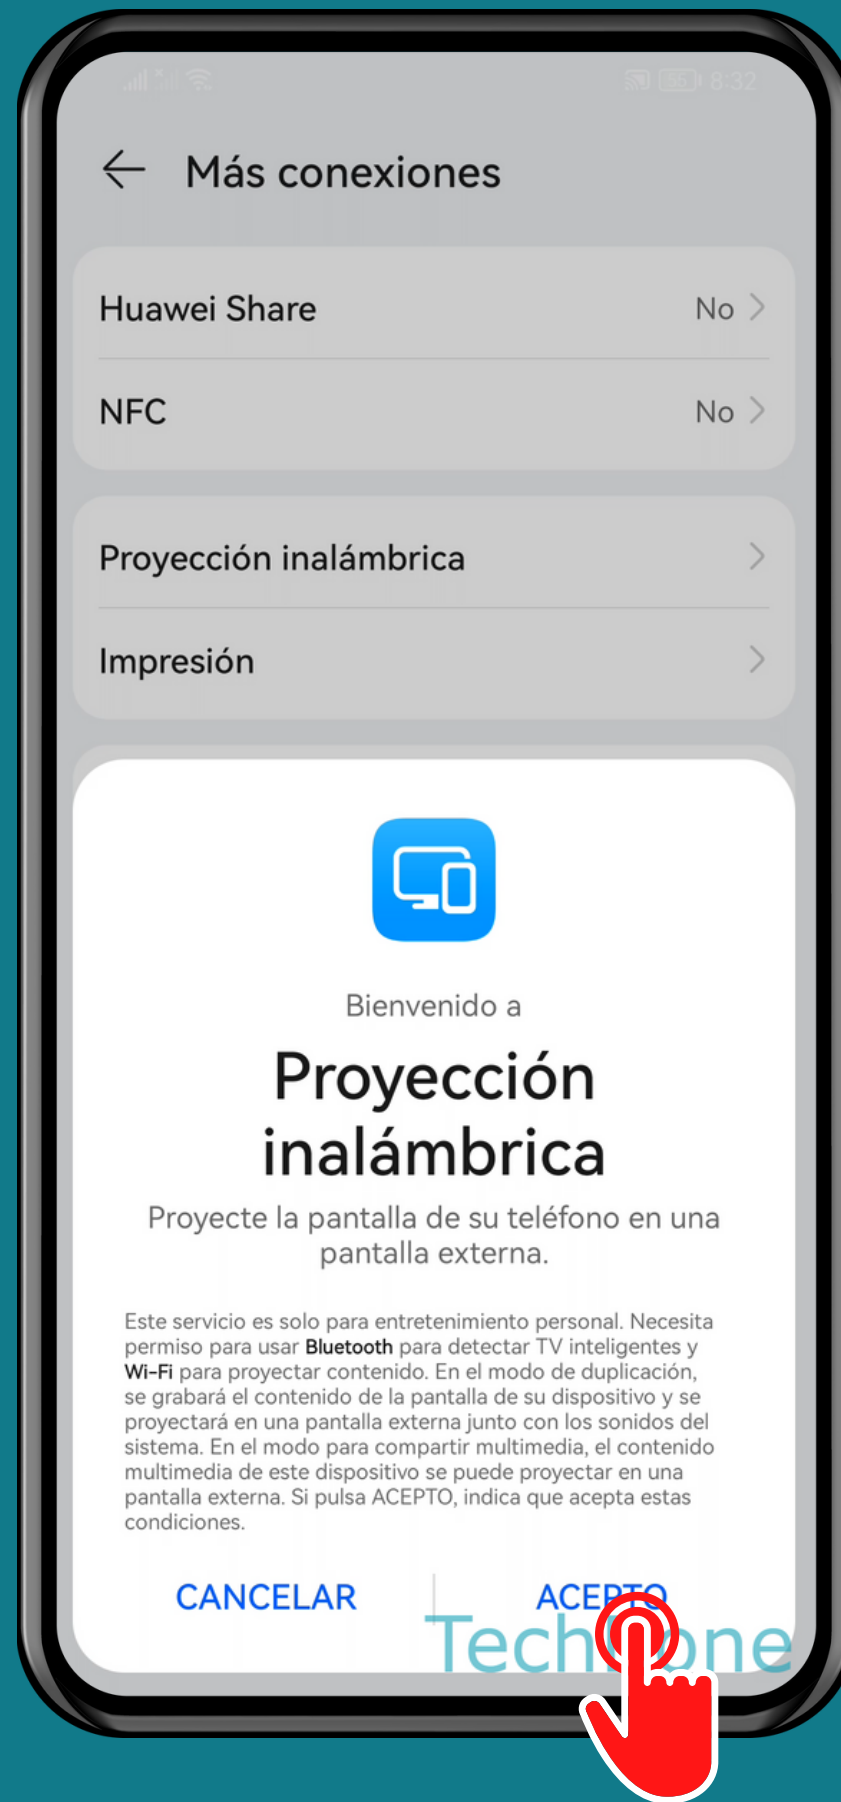 55 8:32
Más conexiones
Huawei Share No
NFC No
Proyección inalámbrica
Impresión
Bienvenido a
Proyección
inalámbrica
Proyecte la pantalla de su teléfono en una
pantalla externa.
Este servicio es solo para entretenimiento personal. Necesita
permiso para usar Bluetooth para detectar TV inteligentes y
Wi-Fi para proyectar contenido. En el modo de duplicación,
se grabará el contenido de la pantalla de su dispositivo y se
proyectará en una pantalla externa junto con los sonidos del
sistema. En el modo para compartir multimedia, el contenido
multimedia de este dispositivo se puede proyectar en una
pantalla externa. Si pulsa ACEPTO, indica que acepta estas
condiciones.
CANCELAR ACEPTO